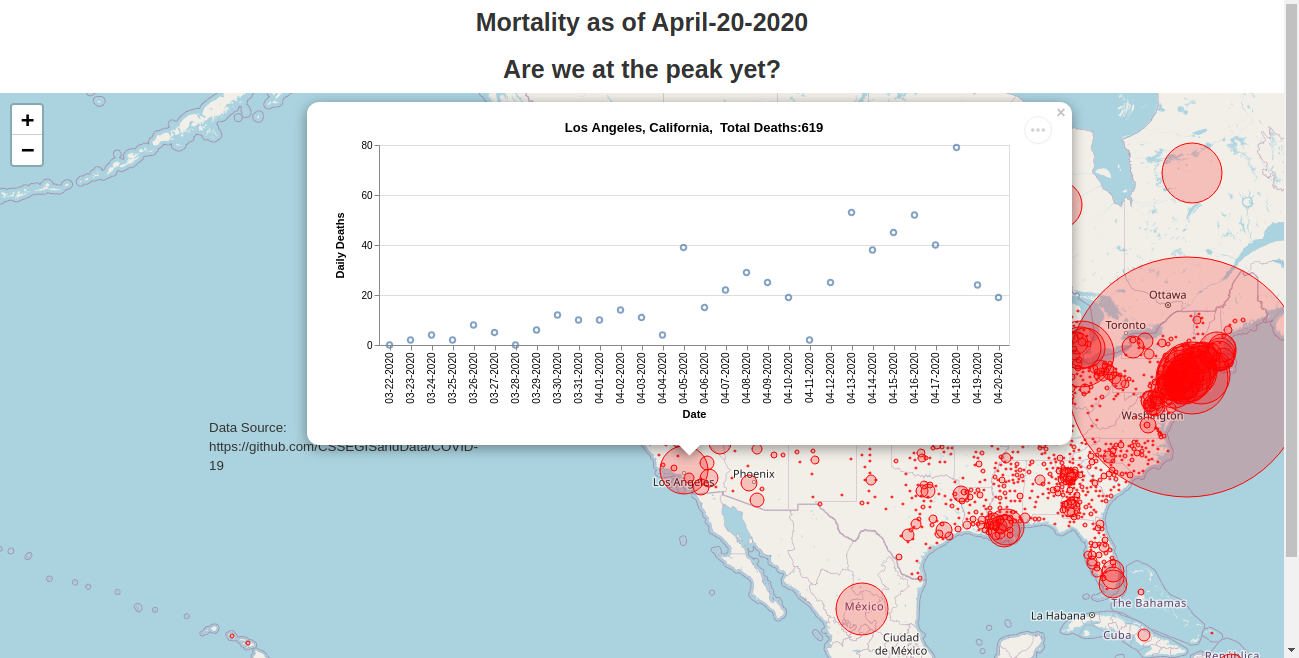 Mortality as of April-20-2020
Are we at the peak yet?
+
−
×
Los Angeles, California,  Total Deaths:619
80
60
40
20
0
Daily Deaths
03-22-2020
03-23-2020
03-24-2020
03-25-2020
03-26-2020
03-27-2020
03-28-2020
03-29-2020
03-30-2020
03-31-2020
04-01-2020
04-02-2020
04-03-2020
04-04-2020
04-05-2020
04-06-2020
04-07-2020
04-08-2020
04-09-2020
04-10-2020
04-11-2020
04-12-2020
04-13-2020
04-14-2020
04-15-2020
04-16-2020
04-17-2020
04-18-2020
04-19-2020
04-20-2020
Date
Ottawa
Toronto
Washington
Data Source:
https://github.com/CSSEGISandData/COVID-
19
Los Angeles
Phoenix
México
Ciudad
de México
La Habana
The Bahamas
Cuba
República